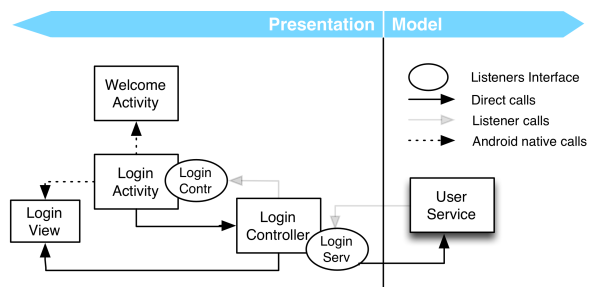 Presentation Model
Welcome
Activity
Listeners Interface
Direct calls
Listener calls
Android native calls
Login
Activity
Login
Contr
Login
View
Login
Controller
Login
Serv
User
Service